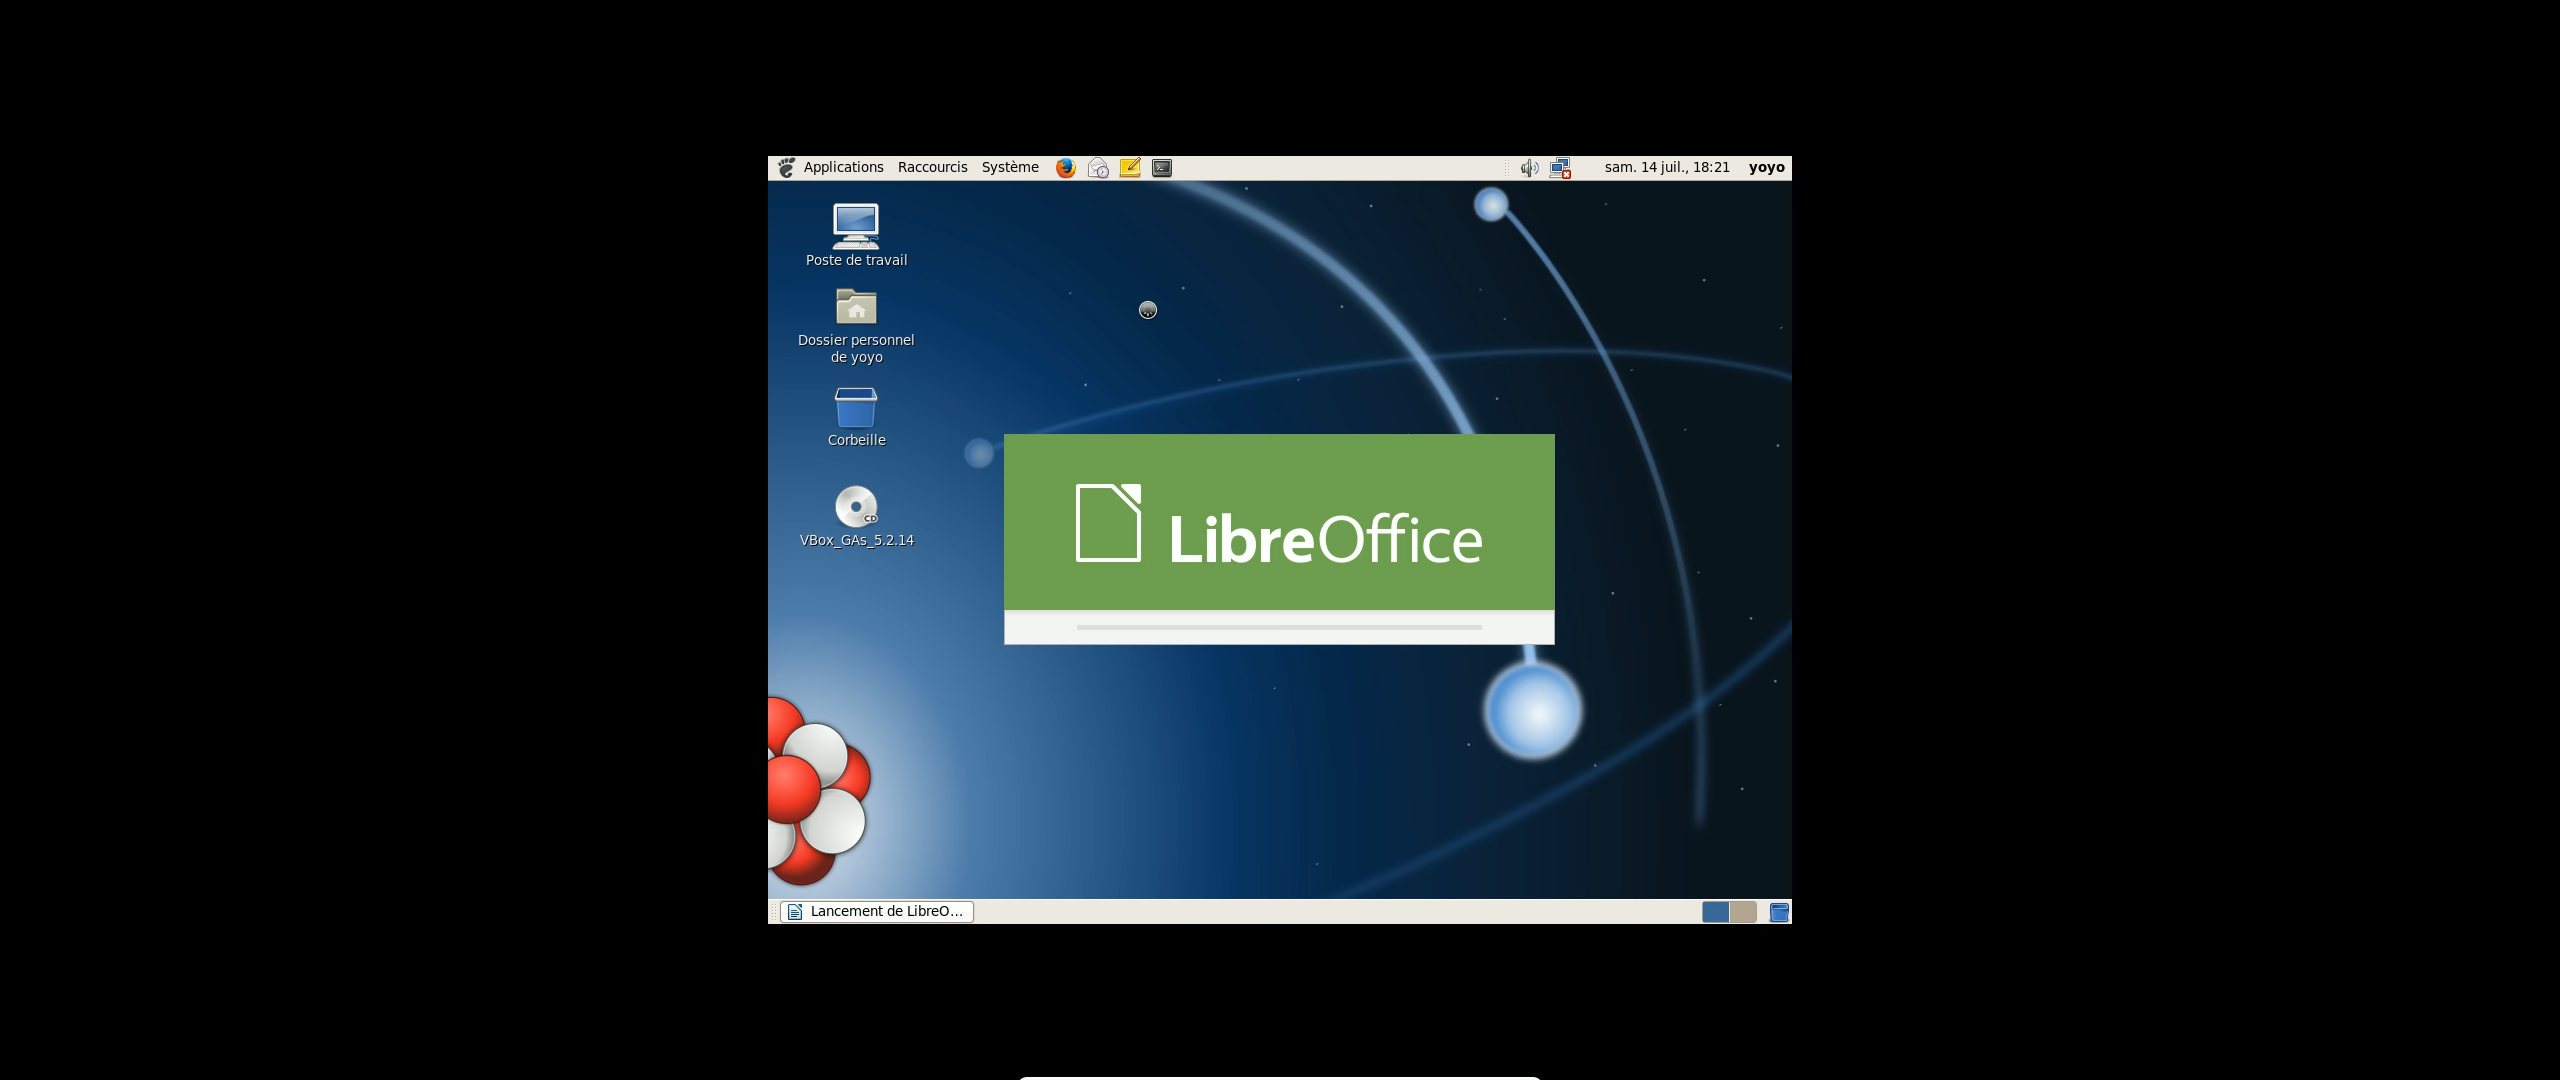 Applications Raccourcis Système sam. 14 juil., 18:21 yoyo
Poste de travail
Dossier personnel
de yoyo
Corbeille
VBox_GAs_5.2.14
LibreOffice
Lancement de LibreO...